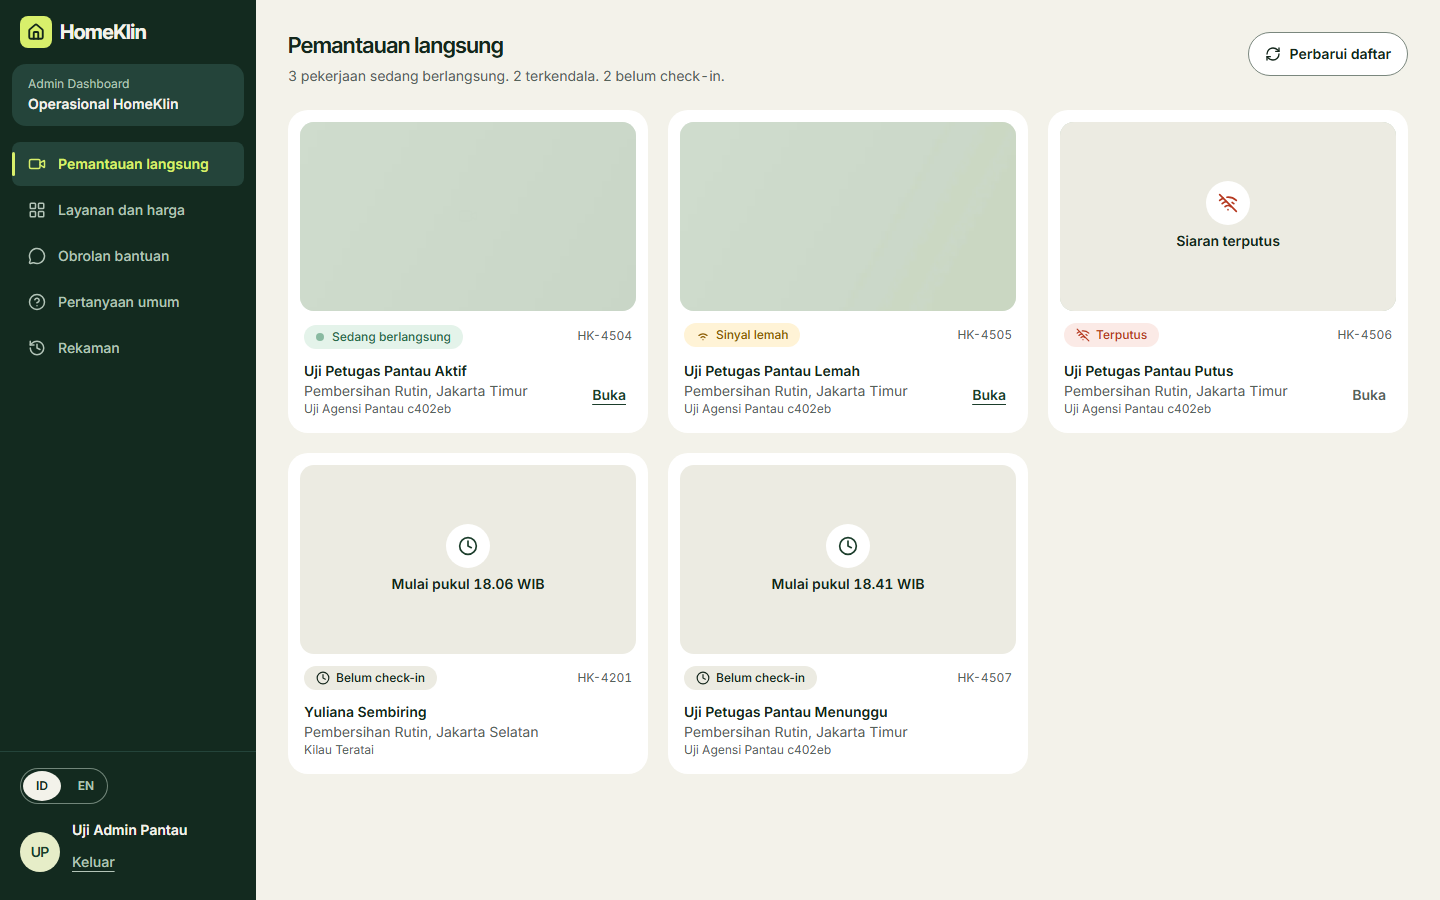 HomeKlin
Admin Dashboard
Operasional HomeKlin
Pemantauan langsung
Layanan dan harga
Obrolan bantuan
Pertanyaan umum
Rekaman
ID EN
UP
Uji Admin Pantau
Keluar
Pemantauan langsung
3 pekerjaan sedang berlangsung. 2 terkendala. 2 belum check-in.
Perbarui daftar
Sedang berlangsung
HK-4504
Uji Petugas Pantau Aktif
Pembersihan Rutin, Jakarta Timur
Uji Agensi Pantau c402eb
Buka
Sinyal lemah
HK-4505
Uji Petugas Pantau Lemah
Pembersihan Rutin, Jakarta Timur
Uji Agensi Pantau c402eb
Buka
Siaran terputus
Terputus
HK-4506
Uji Petugas Pantau Putus
Pembersihan Rutin, Jakarta Timur
Uji Agensi Pantau c402eb
Buka
Mulai pukul 18.06 WIB
Belum check-in
HK-4201
Yuliana Sembiring
Pembersihan Rutin, Jakarta Selatan
Kilau Teratai
Mulai pukul 18.41 WIB
Belum check-in
HK-4507
Uji Petugas Pantau Menunggu
Pembersihan Rutin, Jakarta Timur
Uji Agensi Pantau c402eb